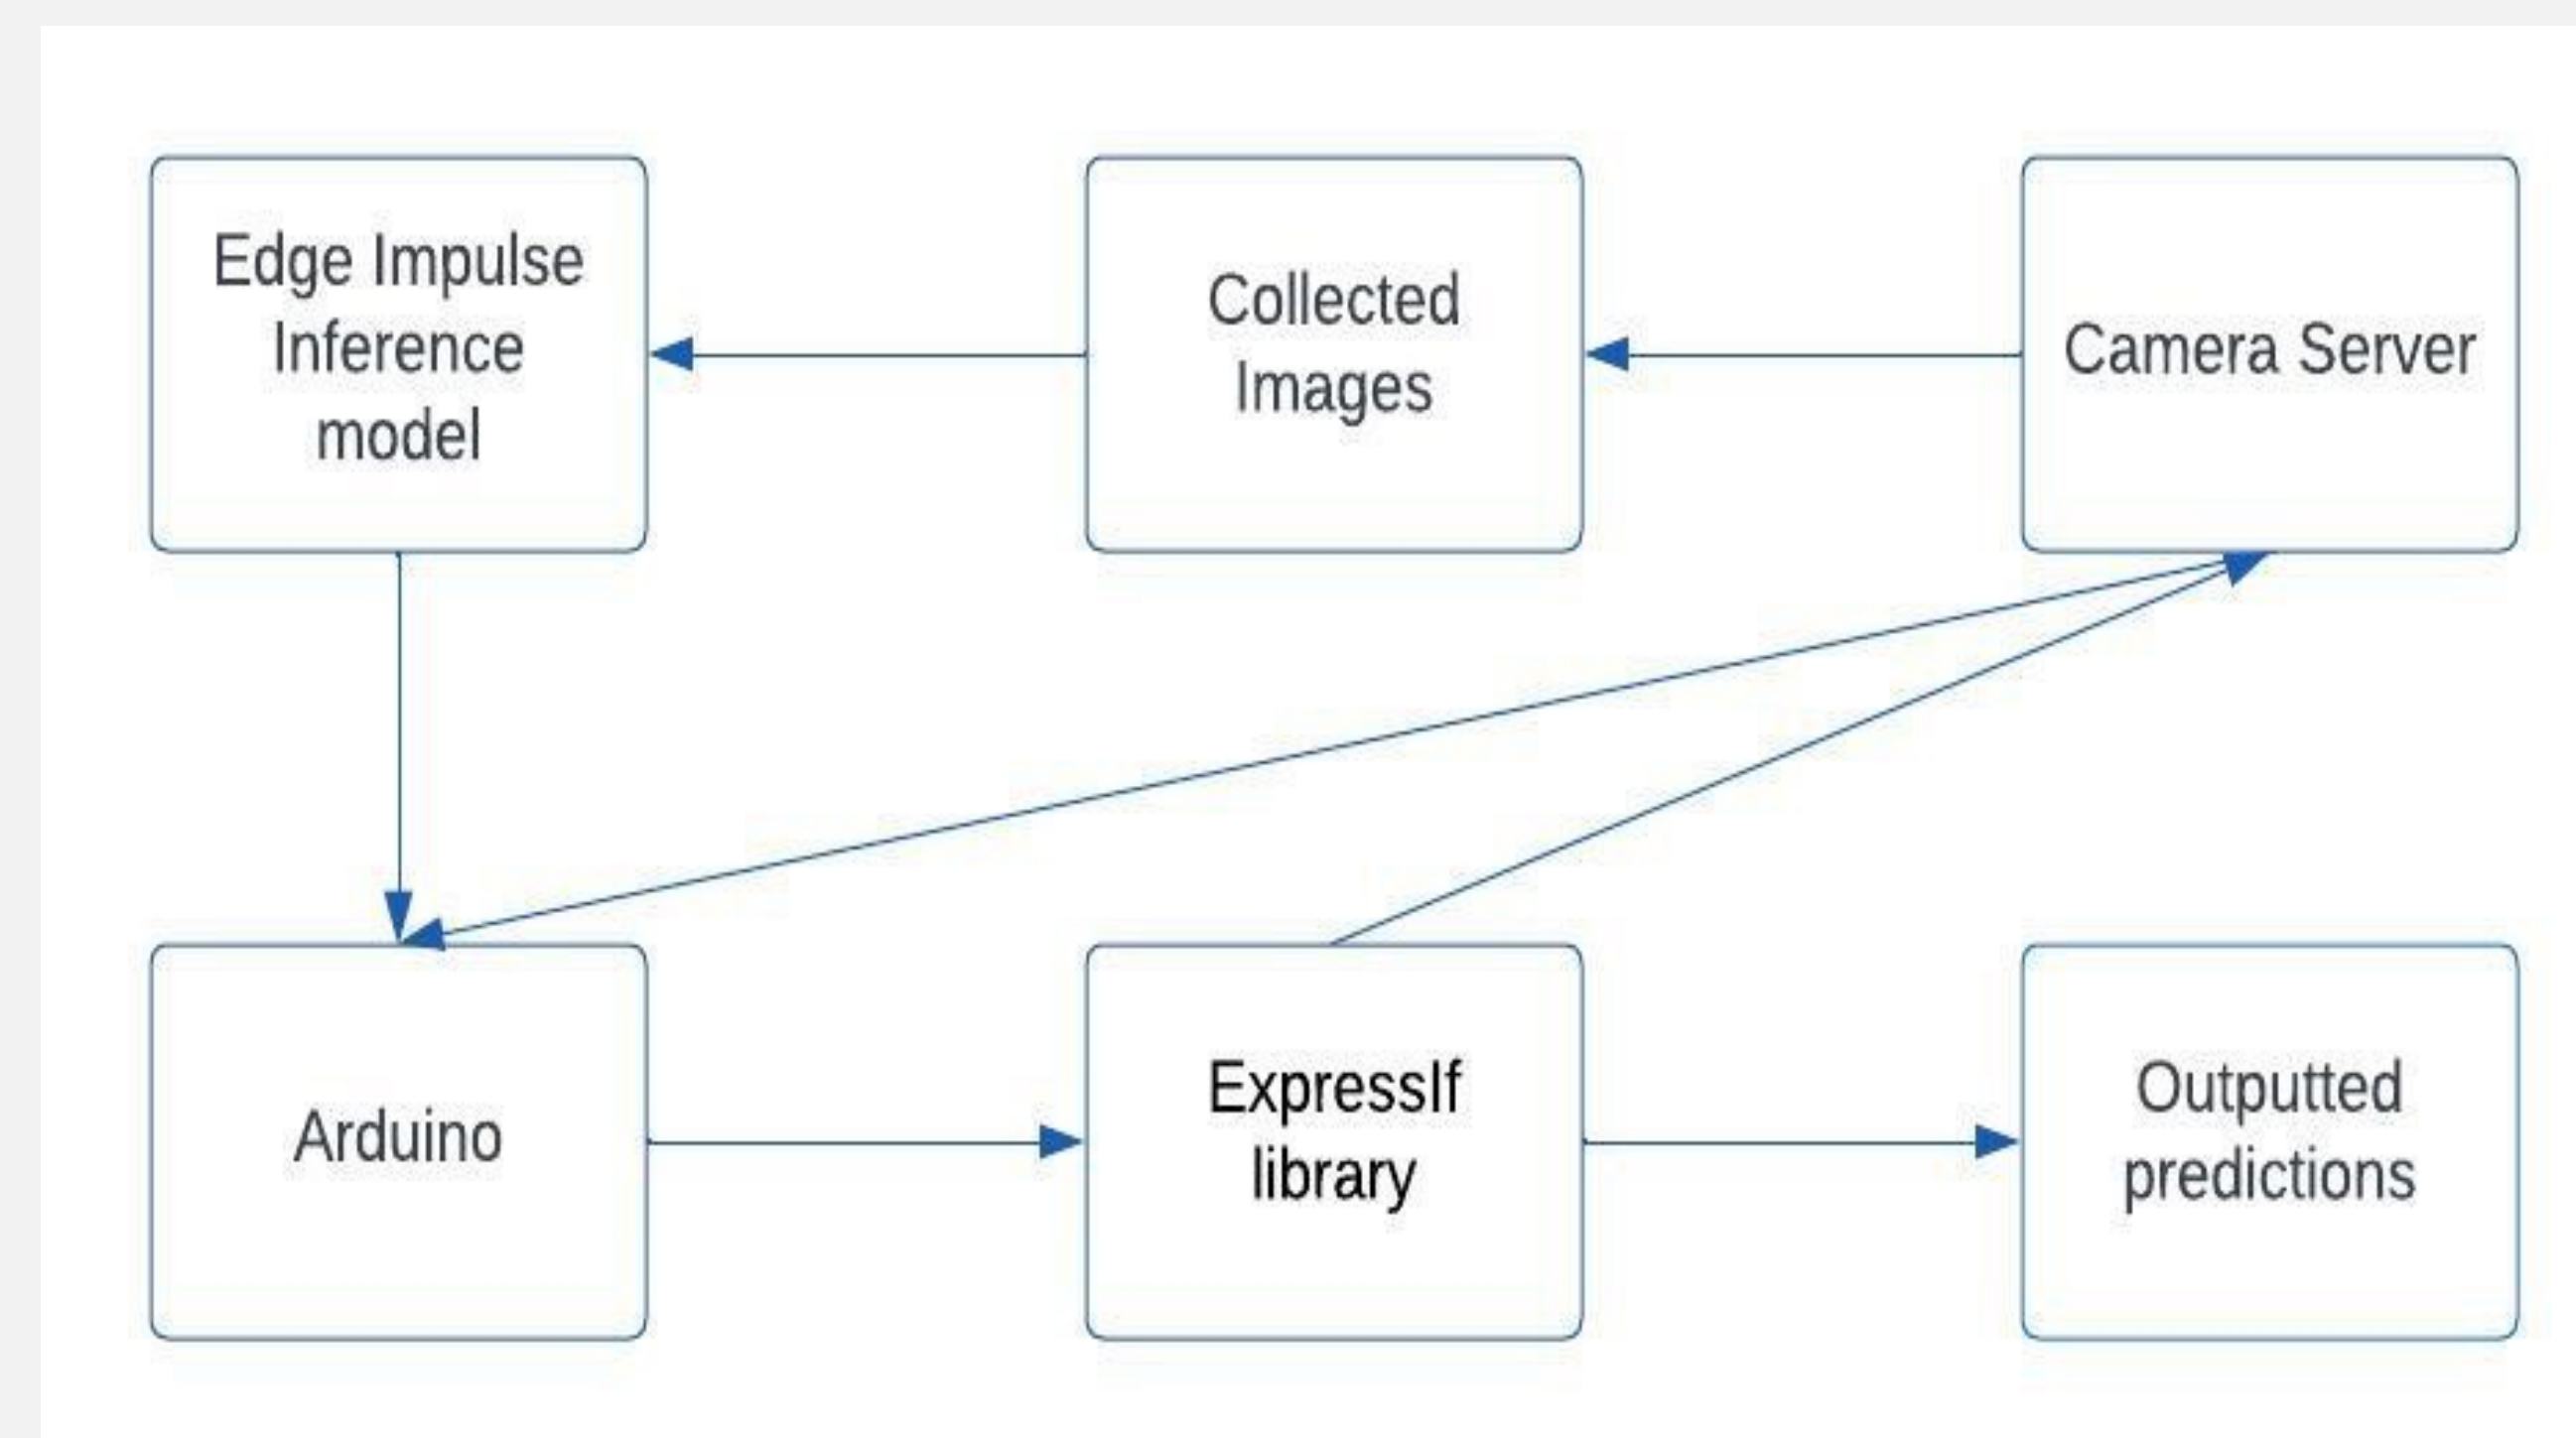 Edge Impulse
Inference
model
Collected
Images
Camera Server
Arduino
ExpressIf
library
Outputted
predictions